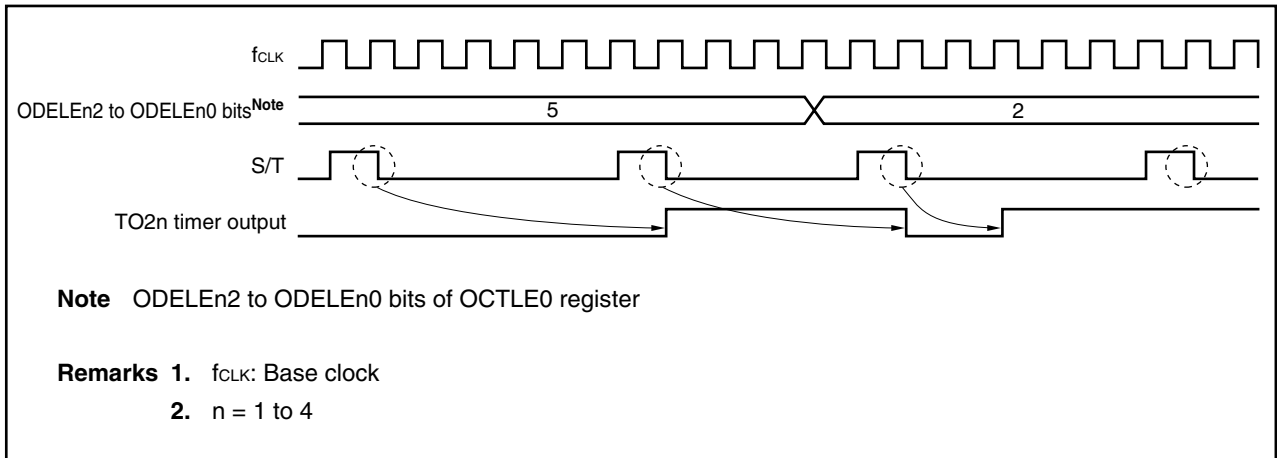 fCLK
ODELEn2 to ODELEn0 bitsNote
5
2
S/T
TO2n timer output
Note ODELEn2 to ODELEn0 bits of OCTLE0 register
Remarks 1. fCLK: Base clock
2. n = 1 to 4